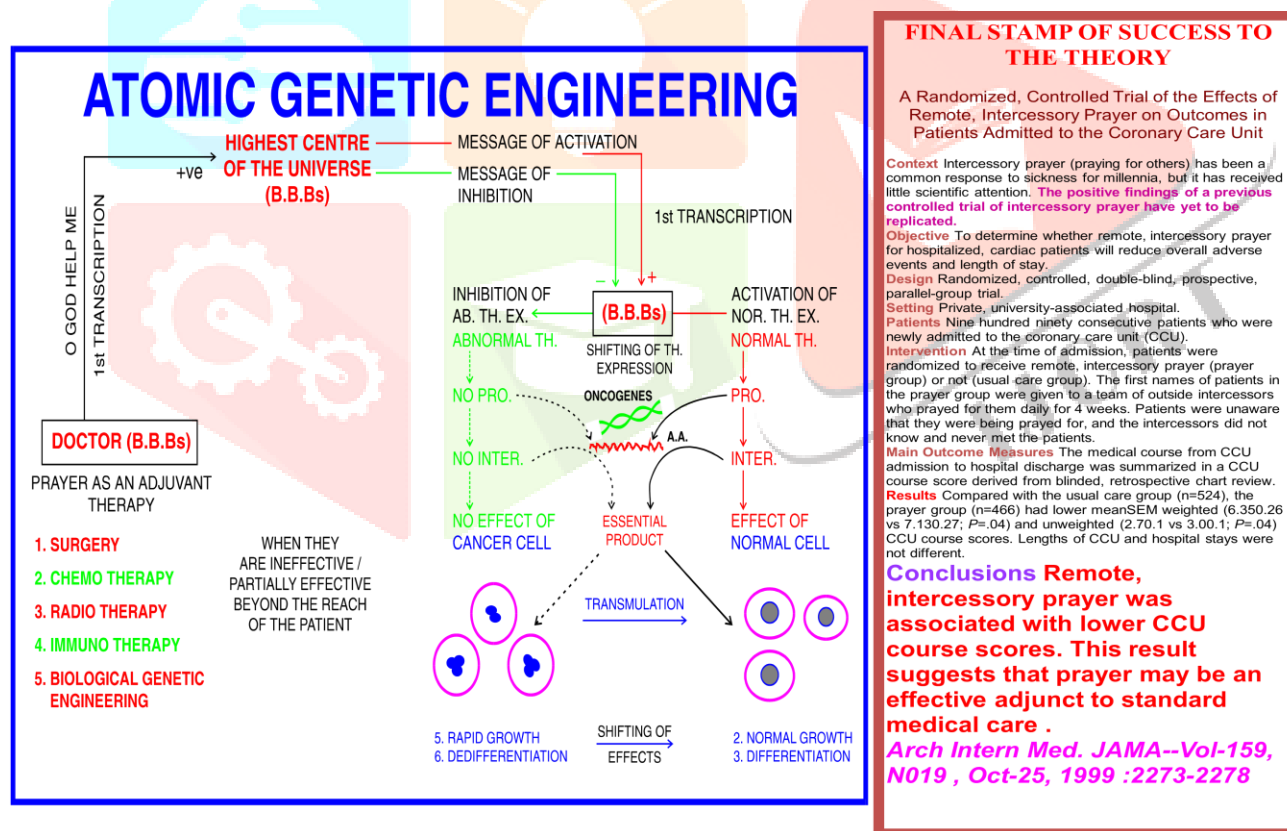 ATOMIC GENETIC ENGINEERING
HIGHEST CENTRE
OF THE UNIVERSE
(B.B.Bs)
+ve
MESSAGE OF ACTIVATION
MESSAGE OF
INHIBITION
1st TRANSCRIPTION
O GOD HELP ME
1st TRANSCRIPTION
DOCTOR (B.B.Bs)
PRAYER AS AN ADJUVANT
THERAPY
1. SURGERY
2. CHEMO THERAPY
3. RADIO THERAPY
4. IMMUNO THERAPY
5. BIOLOGICAL GENETIC
ENGINEERING
WHEN THEY
ARE INEFFECTIVE /
PARTIALLY EFFECTIVE
BEYOND THE REACH
OF THE PATIENT
– +
INHIBITION OF
AB. TH. EX.
(B.B.Bs)
ACTIVATION OF
NOR. TH. EX.
ABNORMAL TH.
SHIFTING OF TH.
EXPRESSION
NORMAL TH.
NO PRO.
ONCOGENES
PRO.
A.A.
NO INTER.
INTER.
NO EFFECT OF
CANCER CELL
ESSENTIAL
PRODUCT
EFFECT OF
NORMAL CELL
TRANSMULATION
5. RAPID GROWTH
6. DEDIFFERENTIATION
SHIFTING OF
EFFECTS
2. NORMAL GROWTH
3. DIFFERENTIATION
FINAL STAMP OF SUCCESS TO
THE THEORY
A Randomized, Controlled Trial of the Effects of
Remote, Intercessory Prayer on Outcomes in
Patients Admitted to the Coronary Care Unit
Context Intercessory prayer (praying for others) has been a
common response to sickness for millennia, but it has received
little scientific attention. The positive findings of a previous
controlled trial of intercessory prayer have yet to be
replicated.
Objective To determine whether remote, intercessory prayer
for hospitalized, cardiac patients will reduce overall adverse
events and length of stay.
Design Randomized, controlled, double-blind, prospective,
parallel-group trial.
Setting Private, university-associated hospital.
Patients Nine hundred ninety consecutive patients who were
newly admitted to the coronary care unit (CCU).
Intervention At the time of admission, patients were
randomized to receive remote, intercessory prayer (prayer
group) or not (usual care group). The first names of patients in
the prayer group were given to a team of outside intercessors
who prayed for them daily for 4 weeks. Patients were unaware
that they were being prayed for, and the intercessors did not
know and never met the patients.
Main Outcome Measures The medical course from CCU
admission to hospital discharge was summarized in a CCU
course score derived from blinded, retrospective chart review.
Results Compared with the usual care group (n=524), the
prayer group (n=466) had lower meanSEM weighted (6.350.26
vs 7.130.27; P=.04) and unweighted (2.70.1 vs 3.00.1; P=.04)
CCU course scores. Lengths of CCU and hospital stays were
not different.
Conclusions Remote,
intercessory prayer was
associated with lower CCU
course scores. This result
suggests that prayer may be an
effective adjunct to standard
medical care .
Arch Intern Med. JAMA--Vol-159,
N019 , Oct-25, 1999 :2273-2278
IJCRT